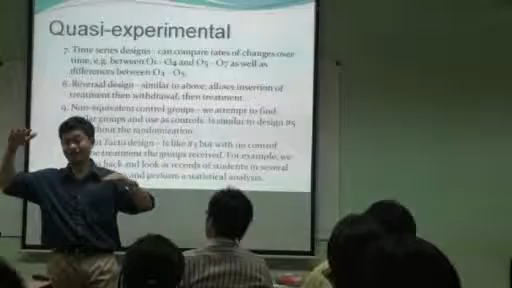 Quasi-experimental
7. Time series designs - can compare rates of changes over
time, e.g. between O1 - O4 and O5 - O7 as well as
differences between O4 - O5.
8. Reversal design - similar to above; allows insertion of
treatment then withdrawal, then treatment.
9. Non-equivalent control groups - we attempt to find
groups and use as controls. Is similar to design #5
the randomization
Facto design - Is like #3 but with no control
treatment the groups received. For example, we
back and look at records of students in several
and perform a statistical analysis.